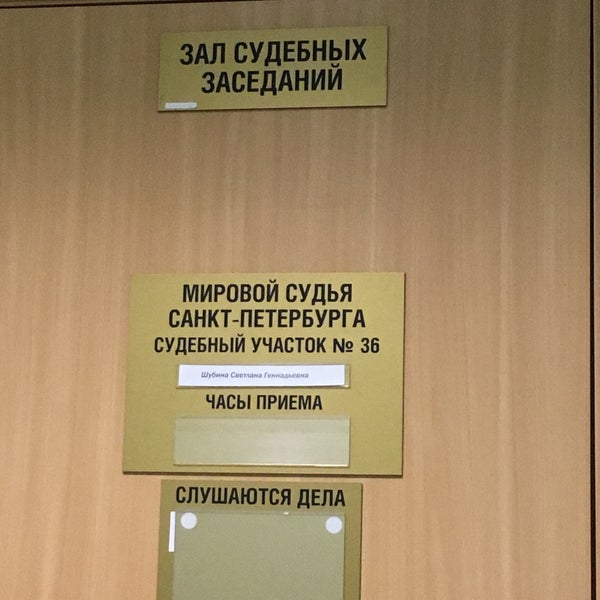 ЗАЛ СУДЕБНЫХ
ЗАСЕДАНИЙ
МИРОВОЙ СУДЬЯ
САНКТ-ПЕТЕРБУРГА
СУДЕБНЫЙ УЧАСТОК № 36
Шубина Светлана Геннадьевна
ЧАСЫ ПРИЕМА
СЛУШАЮТСЯ ДЕЛА